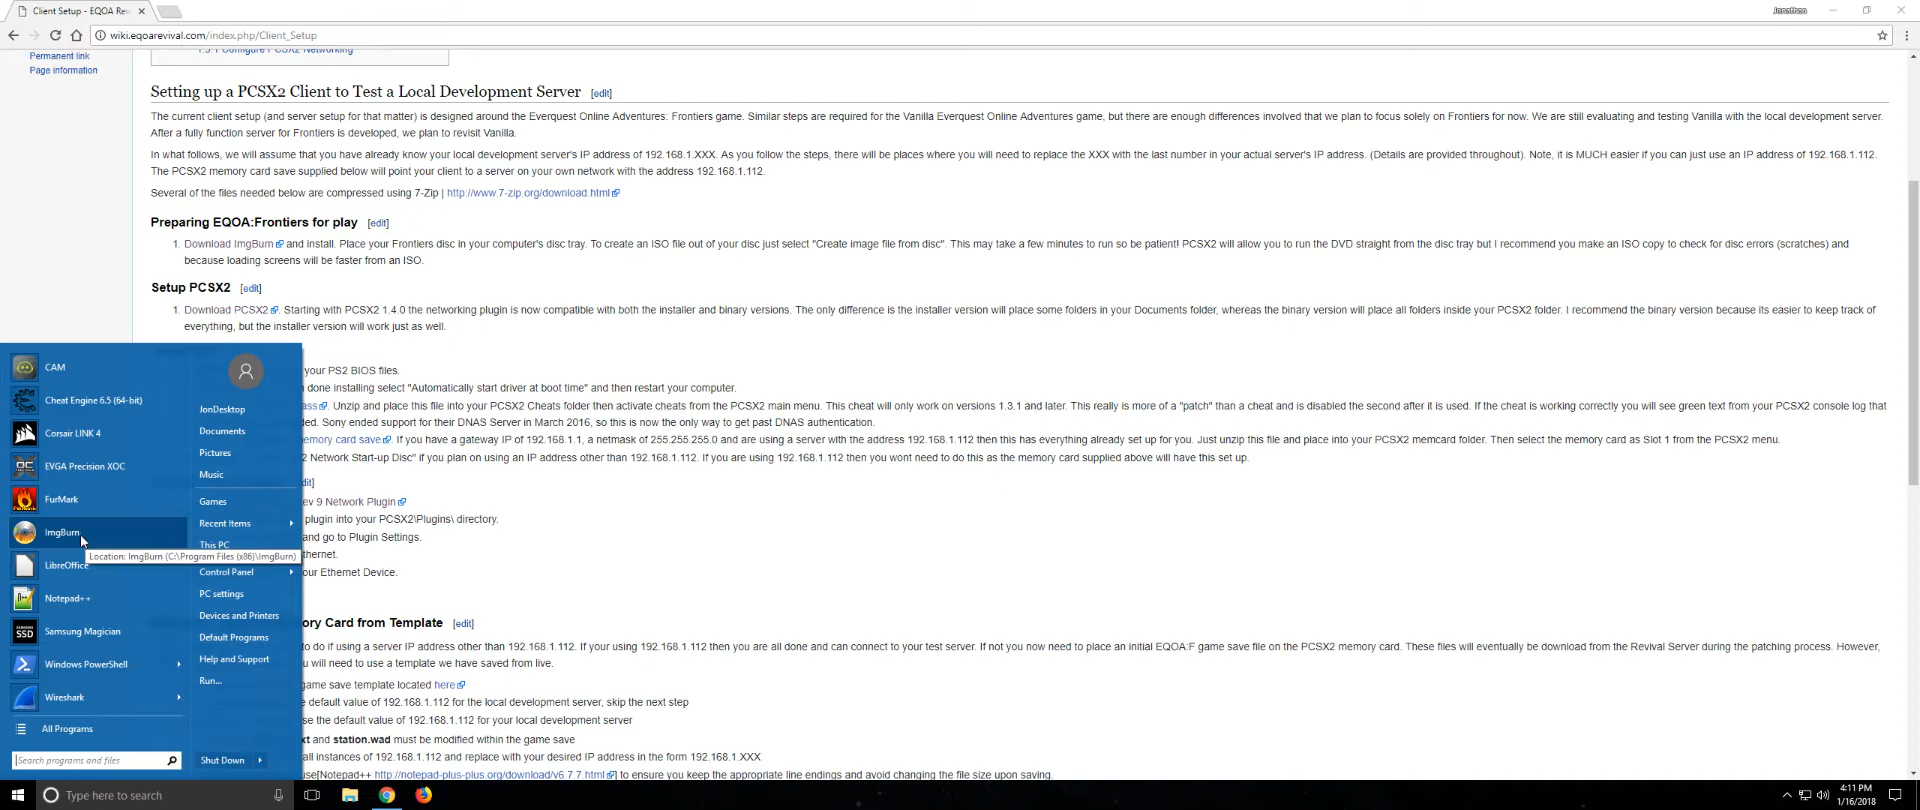 Client Setup - EQOA Rev
Jonathan
wiki.eqoarevival.com/index.php/Client_Setup
Permanent link
Page information
1.5.1 Configure PCSX2 Networking
Setting up a PCSX2 Client to Test a Local Development Server [edit]
The current client setup (and server setup for that matter) is designed around the Everquest Online Adventures: Frontiers game. Similar steps are required for the Vanilla Everquest Online Adventures game, but there are enough differences involved that we plan to focus solely on Frontiers for now. We are still evaluating and testing Vanilla with the local development server.
After a fully function server for Frontiers is developed, we plan to revisit Vanilla.
In what follows, we will assume that you have already know your local development server's IP address of 192.168.1.XXX. As you follow the steps, there will be places where you will need to replace the XXX with the last number in your actual server's IP address. (Details are provided throughout). Note, it is MUCH easier if you can just use an IP address of 192.168.1.112.
The PCSX2 memory card save supplied below will point your client to a server on your own network with the address 192.168.1.112.
Several of the files needed below are compressed using 7-Zip | http://www.7-zip.org/download.html
Preparing EQOA:Frontiers for play [edit]
1. Download ImgBurn and install. Place your Frontiers disc in your computer's disc tray. To create an ISO file out of your disc just select "Create image file from disc". This may take a few minutes to run so be patient! PCSX2 will allow you to run the DVD straight from the disc tray but I recommend you make an ISO copy to check for disc errors (scratches) and
because loading screens will be faster from an ISO.
Setup PCSX2 [edit]
1. Download PCSX2. Starting with PCSX2 1.4.0 the networking plugin is now compatible with both the installer and binary versions. The only difference is the installer version will place some folders in your Documents folder, whereas the binary version will place all folders inside your PCSX2 folder. I recommend the binary version because its easier to keep track of
everything, but the installer version will work just as well.
your PS2 BIOS files.
n done installing select "Automatically start driver at boot time" and then restart your computer.
ass. Unzip and place this file into your PCSX2 Cheats folder then activate cheats from the PCSX2 main menu. This cheat will only work on versions 1.3.1 and later. This really is more of a "patch" than a cheat and is disabled the second after it is used. If the cheat is working correctly you will see green text from your PCSX2 console log that
ded. Sony ended support for their DNAS Server in March 2016, so this is now the only way to get past DNAS authentication.
memory card save. If you have a gateway IP of 192.168.1.1, a netmask of 255.255.255.0 and are using a server with the address 192.168.1.112 then this has everything already set up for you. Just unzip this file and place into your PCSX2 memcard folder. Then select the memory card as Slot 1 from the PCSX2 menu.
2 Network Start-up Disc" if you plan on using an IP address other than 192.168.1.112. If you are using 192.168.1.112 then you wont need to do this as the memory card supplied above will have this set up.
dit]
ev 9 Network Plugin
plugin into your PCSX2\Plugins\ directory.
and go to Plugin Settings.
thernet.
our Ethernet Device.
ory Card from Template [edit]
to do if using a server IP address other than 192.168.1.112. If your using 192.168.1.112 then you are all done and can connect to your test server. If not you now need to place an initial EQOA:F game save file on the PCSX2 memory card. These files will eventually be download from the Revival Server during the patching process. However,
u will need to use a template we have saved from live.
game save template located here
e default value of 192.168.1.112 for the local development server, skip the next step
se the default value of 192.168.1.112 for your local development server
xt and station.wad must be modified within the game save
all instances of 192.168.1.112 and replace with your desired IP address in the form 192.168.1.XXX
use[Notepad++ http://notepad-plus-plus.org/download/v6.7.7.html] to ensure you keep the appropriate line endings and avoid changing the file size upon saving.
CAM
Cheat Engine 6.5 (64-bit)
Corsair LINK 4
EVGA Precision XOC
FurMark
ImgBurn
Location: ImgBurn (C:\Program Files (x86)\ImgBurn)
LibreOffice
Notepad++
Samsung Magician
Windows PowerShell
Wireshark
All Programs
Search programs and files
JonDesktop
Documents
Pictures
Music
Games
Recent Items
This PC
Control Panel
PC settings
Devices and Printers
Default Programs
Help and Support
Run...
Shut Down
Type here to search
4:11 PM
1/16/2018